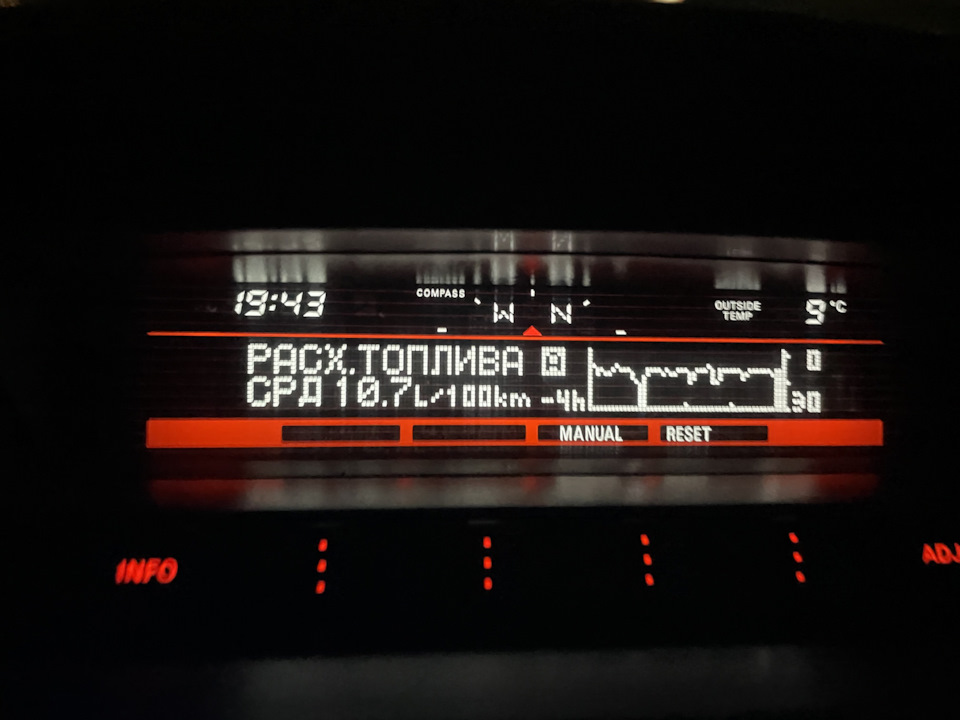 19:43 COMPASS W N OUTSIDE TEMP 9°C
РАСХ.ТОПЛИВА M 0
СРД 10.7L/100km -4h 30
MANUAL RESET
INFO ADJ